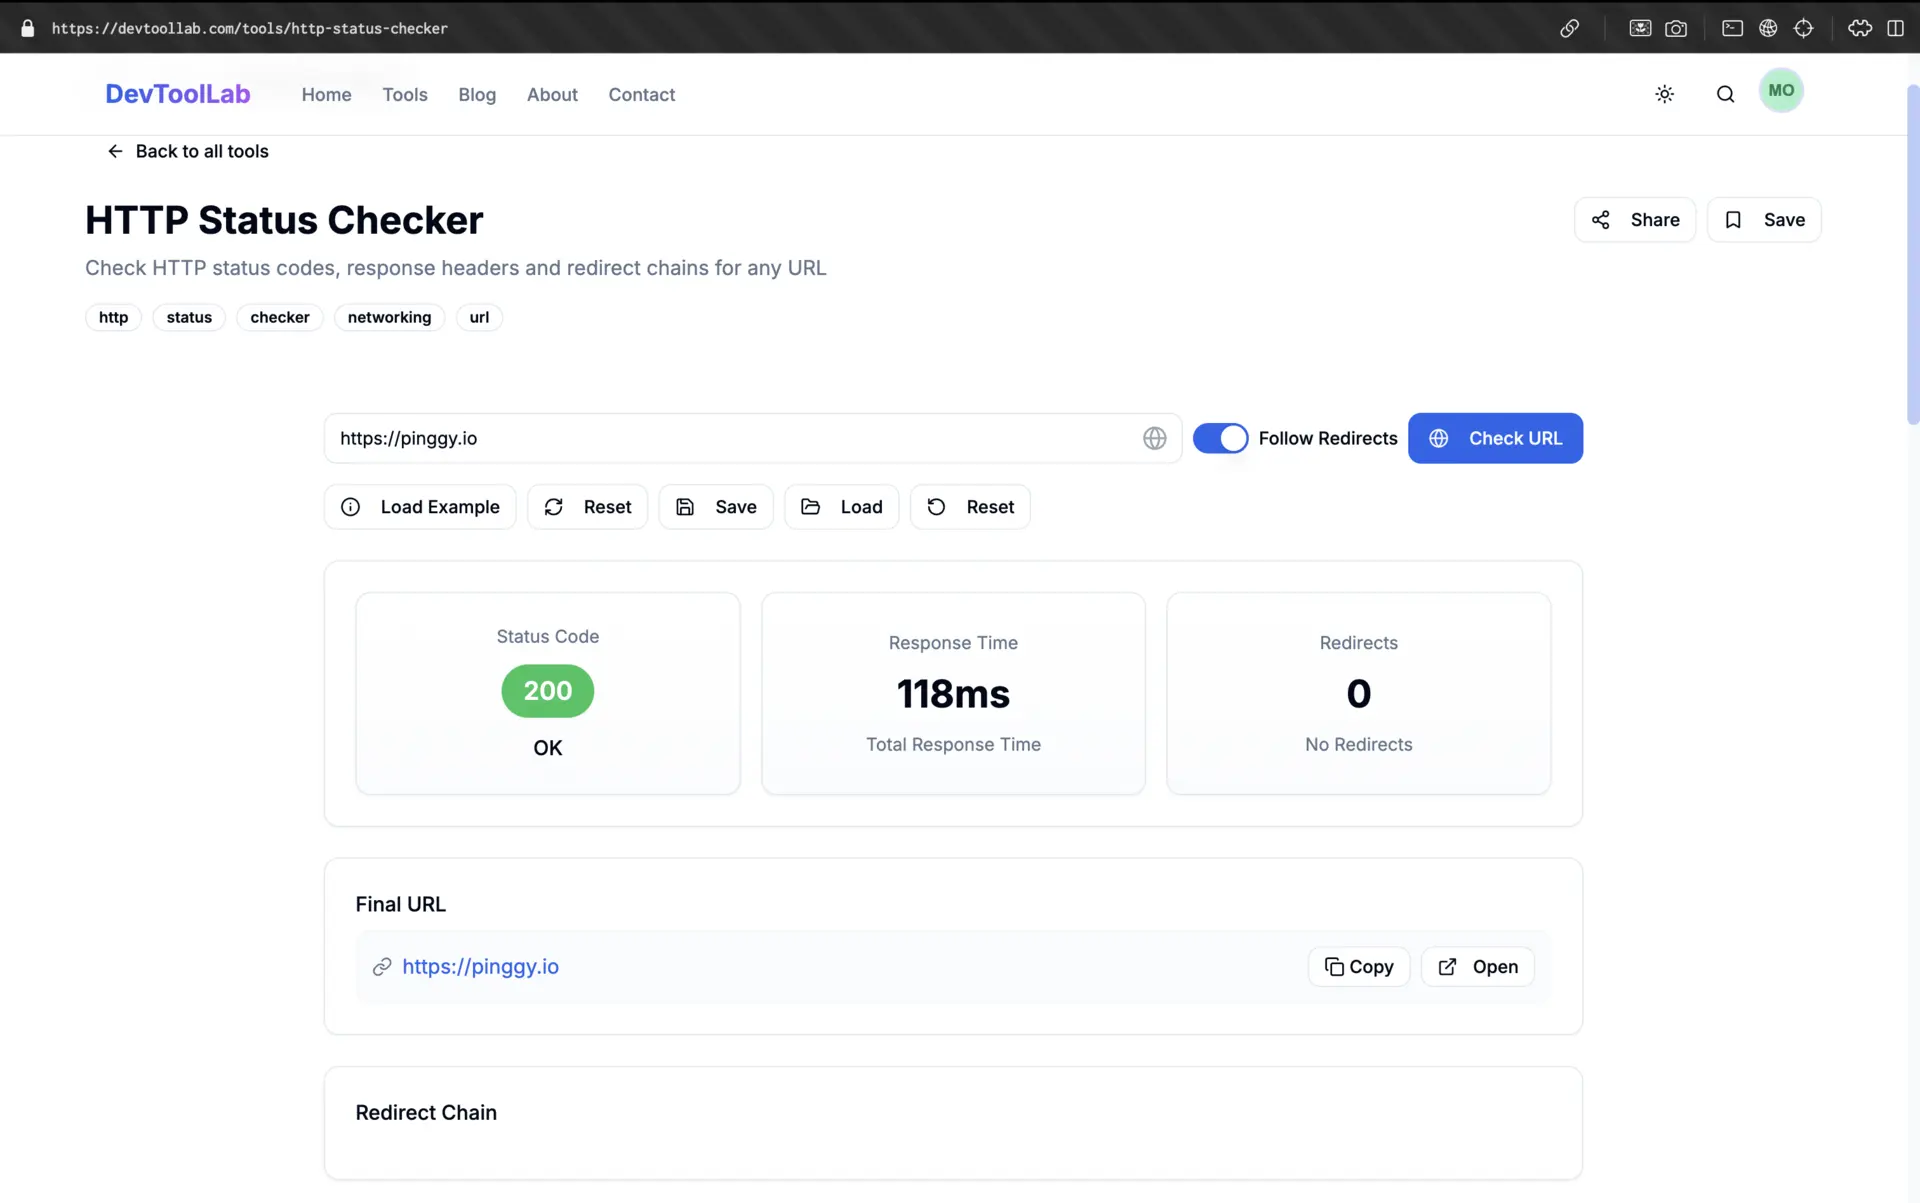 https://devtoollab.com/tools/http-status-checker
DevToolLab Home Tools Blog About Contact MO
Back to all tools
HTTP Status Checker
Share Save
Check HTTP status codes, response headers and redirect chains for any URL
http status checker networking url
https://pinggy.io Follow Redirects Check URL
Load Example Reset Save Load Reset
Status Code
200
OK
Response Time
118ms
Total Response Time
Redirects
0
No Redirects
Final URL
https://pinggy.io Copy Open
Redirect Chain